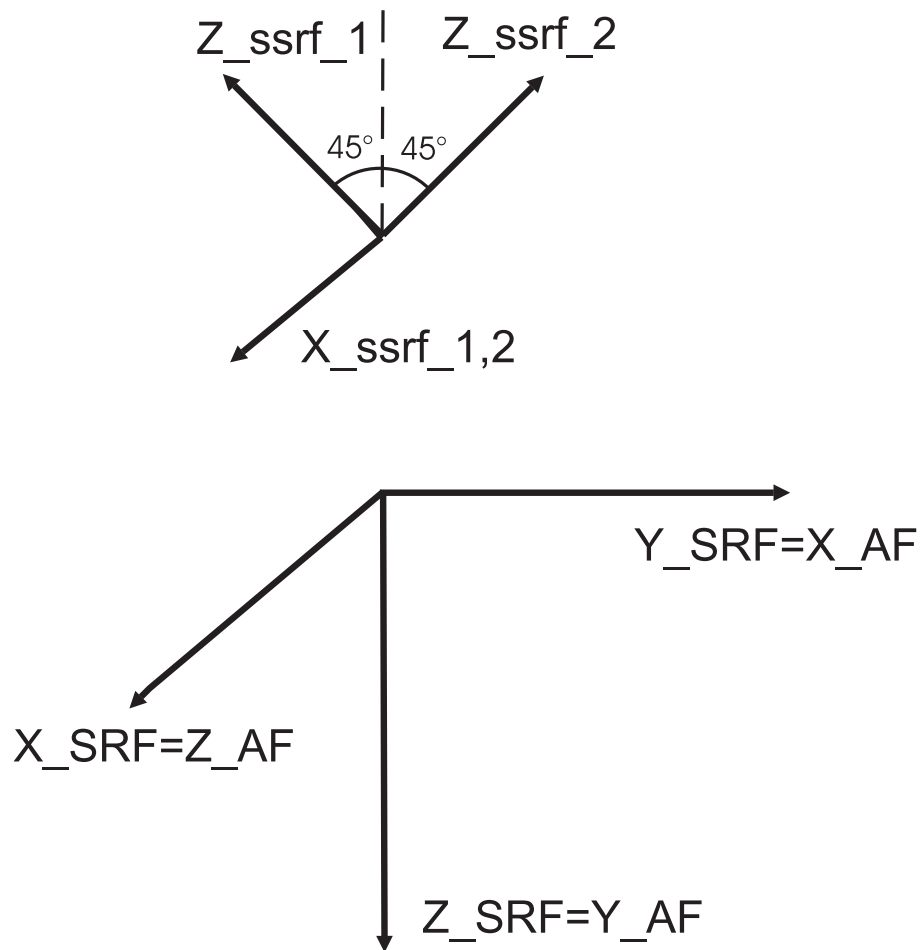 Z_ssrf_1
Z_ssrf_2
45°
45°
X_ssrf_1,2
Y_SRF=X_AF
X_SRF=Z_AF
Z_SRF=Y_AF